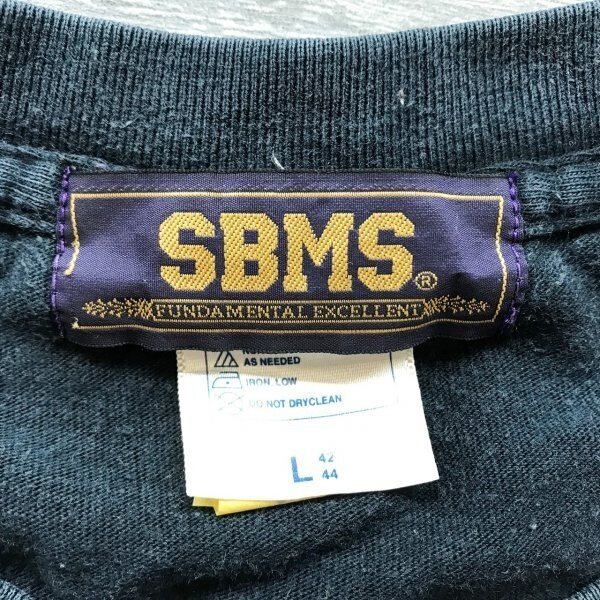 SBMS®
FUNDAMENTAL EXCELLENT
AS NEEDED
IRON LOW
DO NOT DRYCLEAN
L 42
44